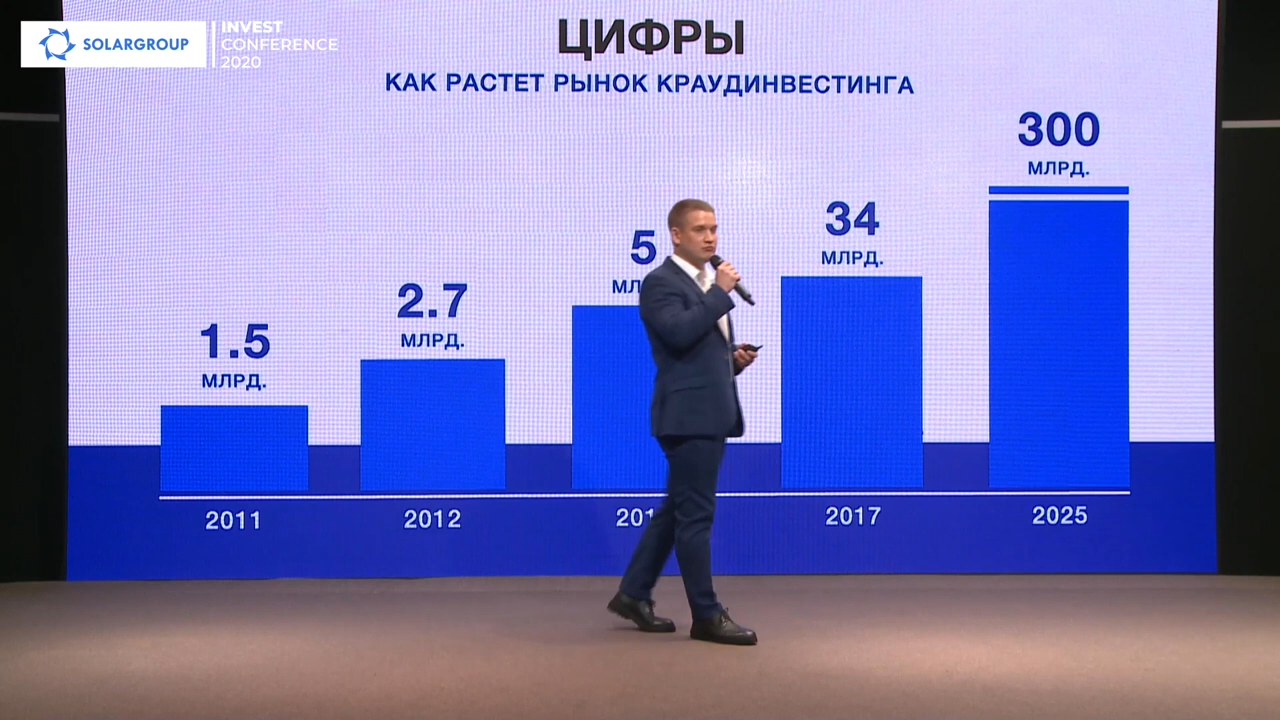 SOLARGROUP
INVEST
CONFERENCE
2020
ЦИФРЫ
КАК РАСТЕТ РЫНОК КРАУДИНВЕСТИНГА
1.5
МЛРД.
2.7
МЛРД.
5
34
МЛРД.
300
МЛРД.
2011
2012
2017
2025